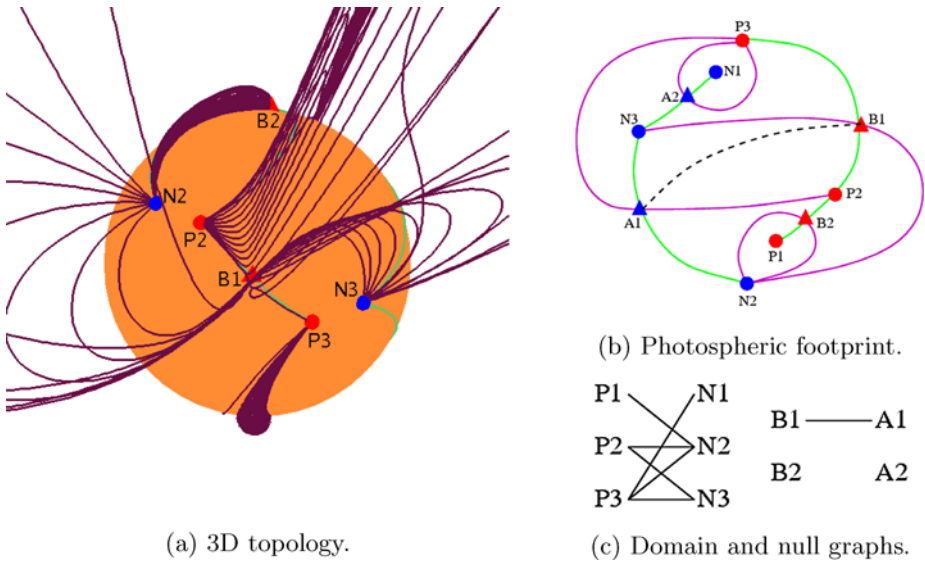 B2
N2
P2
B1
N3
P3
(a) 3D topology.
P3
N1
A2
N3
B1
A1
P2
B2
P1
N2
(b) Photospheric footprint.
P1 N1
B1 A1
P2 N2
B2 A2
P3 N3
(c) Domain and null graphs.